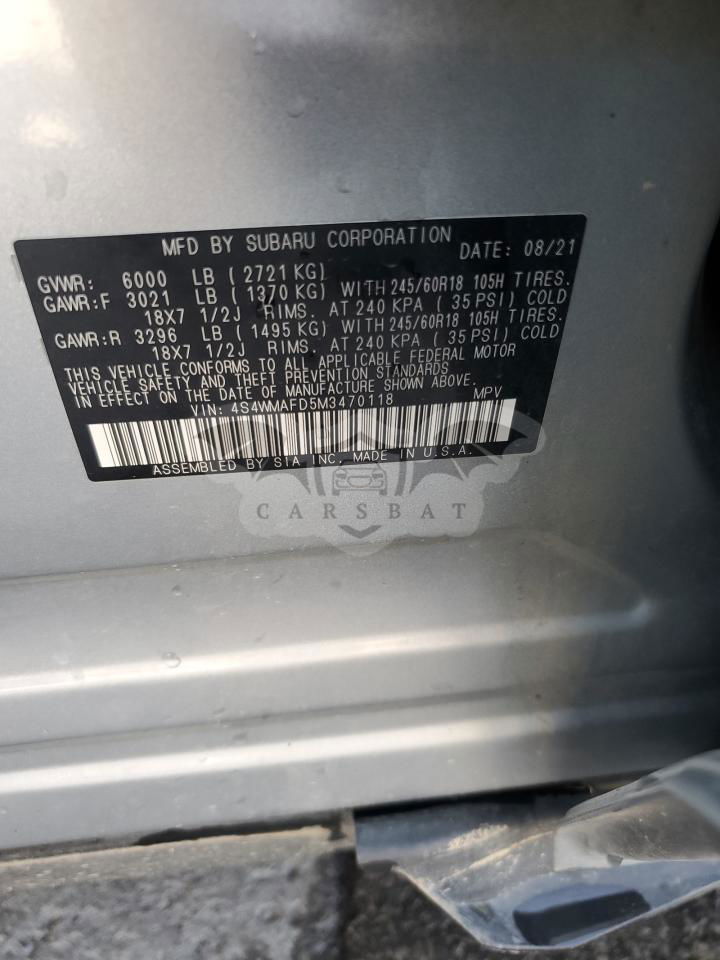 MFD BY SUBARU CORPORATION DATE: 08/21
GVWR: 6000 LB (2721 KG)
GAWR:F 3021 LB (1370 KG) WITH 245/60R18 105H TIRES.
18X7 1/2J RIMS. AT 240 KPA (35 PSI) COLD
GAWR:R 3296 LB (1495 KG) WITH 245/60R18 105H TIRES.
18X7 1/2J RIMS. AT 240 KPA (35 PSI) COLD
THIS VEHICLE CONFORMS TO ALL APPLICABLE FEDERAL MOTOR
VEHICLE SAFETY AND THEFT PREVENTION STANDARDS
IN EFFECT ON THE DATE OF MANUFACTURE SHOWN ABOVE.
VIN: 4S4WMAFD5M3470118 MPV
ASSEMBLED BY SIA INC. MADE IN U.S.A.
CARSBAT